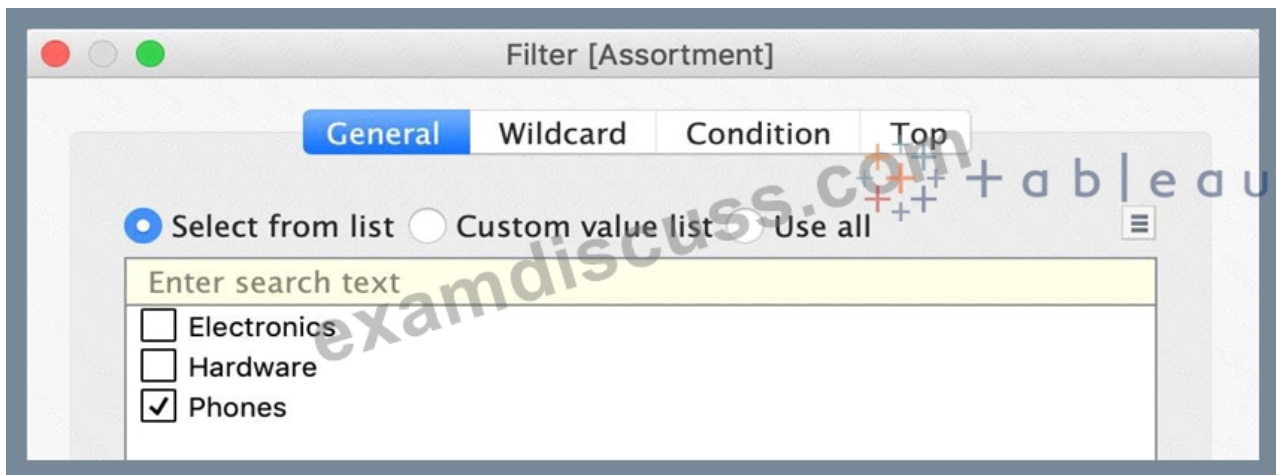 Filter [Assortment]
General Wildcard Condition Top
+ableau
Select from list Custom value list Use all
Enter search text
Electronics
Hardware
Phones
examdiscuss.com